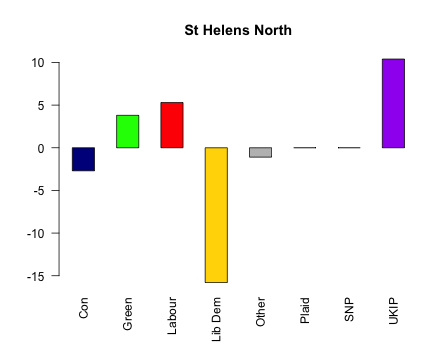 St Helens North
10
5
0
-5
-10
-15
Con
Green
Labour
Lib Dem
Other
Plaid
SNP
UKIP